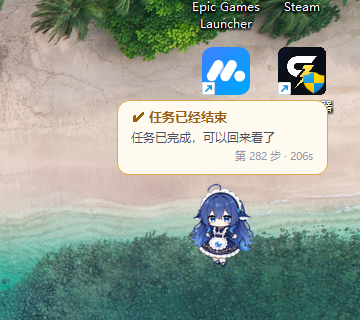 Epic Games
Launcher
Steam
✔ 任务已经结束
任务已完成，可以回来看了
第 282 步 · 206s